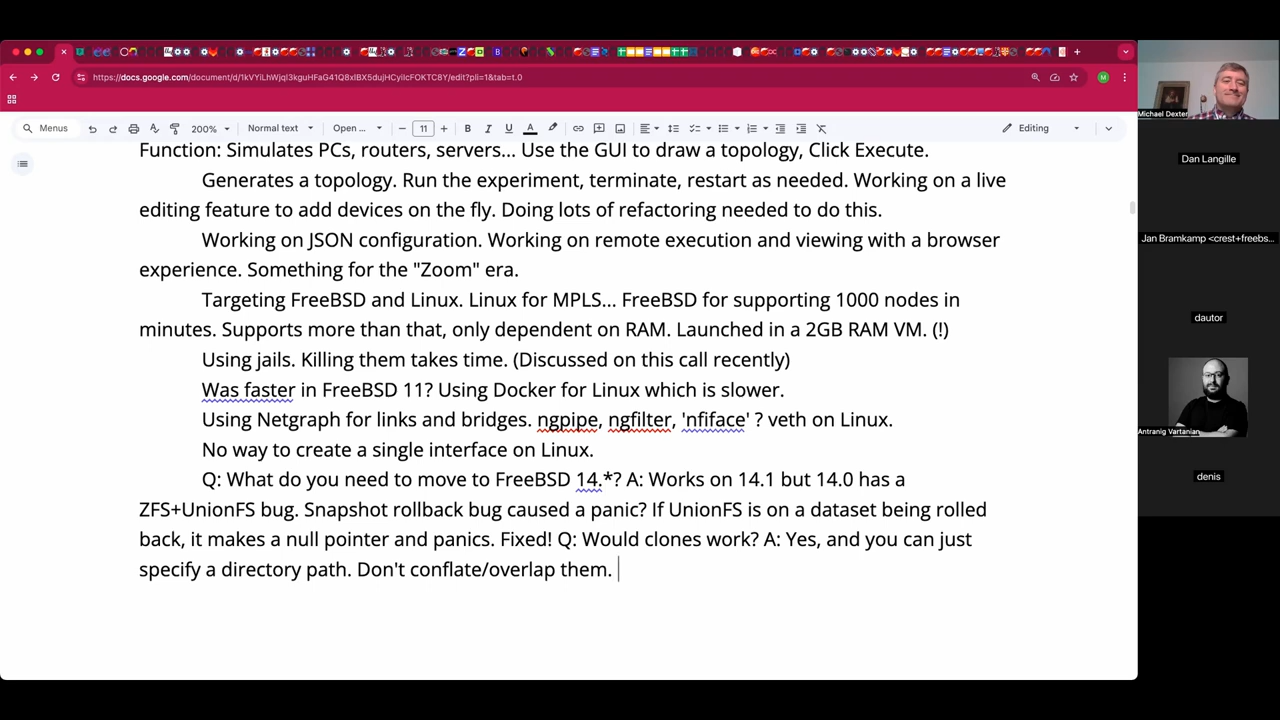 https://docs.google.com/document/d/1kVYiLhWjqI3kguHFaG41Q8xIBX5dujHCyiIcFOKTC8Y/edit?pli=1&tab=t.0
Menus
200%
Normal text
Open ...
11
Editing
Function: Simulates PCs, routers, servers... Use the GUI to draw a topology, Click Execute.
Generates a topology. Run the experiment, terminate, restart as needed. Working on a live
editing feature to add devices on the fly. Doing lots of refactoring needed to do this.
Working on JSON configuration. Working on remote execution and viewing with a browser
experience. Something for the "Zoom" era.
Targeting FreeBSD and Linux. Linux for MPLS... FreeBSD for supporting 1000 nodes in
minutes. Supports more than that, only dependent on RAM. Launched in a 2GB RAM VM. (!)
Using jails. Killing them takes time. (Discussed on this call recently)
Was faster in FreeBSD 11? Using Docker for Linux which is slower.
Using Netgraph for links and bridges. ngpipe, ngfilter, 'nfiface' ? veth on Linux.
No way to create a single interface on Linux.
Q: What do you need to move to FreeBSD 14.*? A: Works on 14.1 but 14.0 has a
ZFS+UnionFS bug. Snapshot rollback bug caused a panic? If UnionFS is on a dataset being rolled
back, it makes a null pointer and panics. Fixed! Q: Would clones work? A: Yes, and you can just
specify a directory path. Don't conflate/overlap them.
Michael Dexter
Dan Langille
Jan Bramkamp <crest+freebs...
dautor
Antranig Vartanian
denis